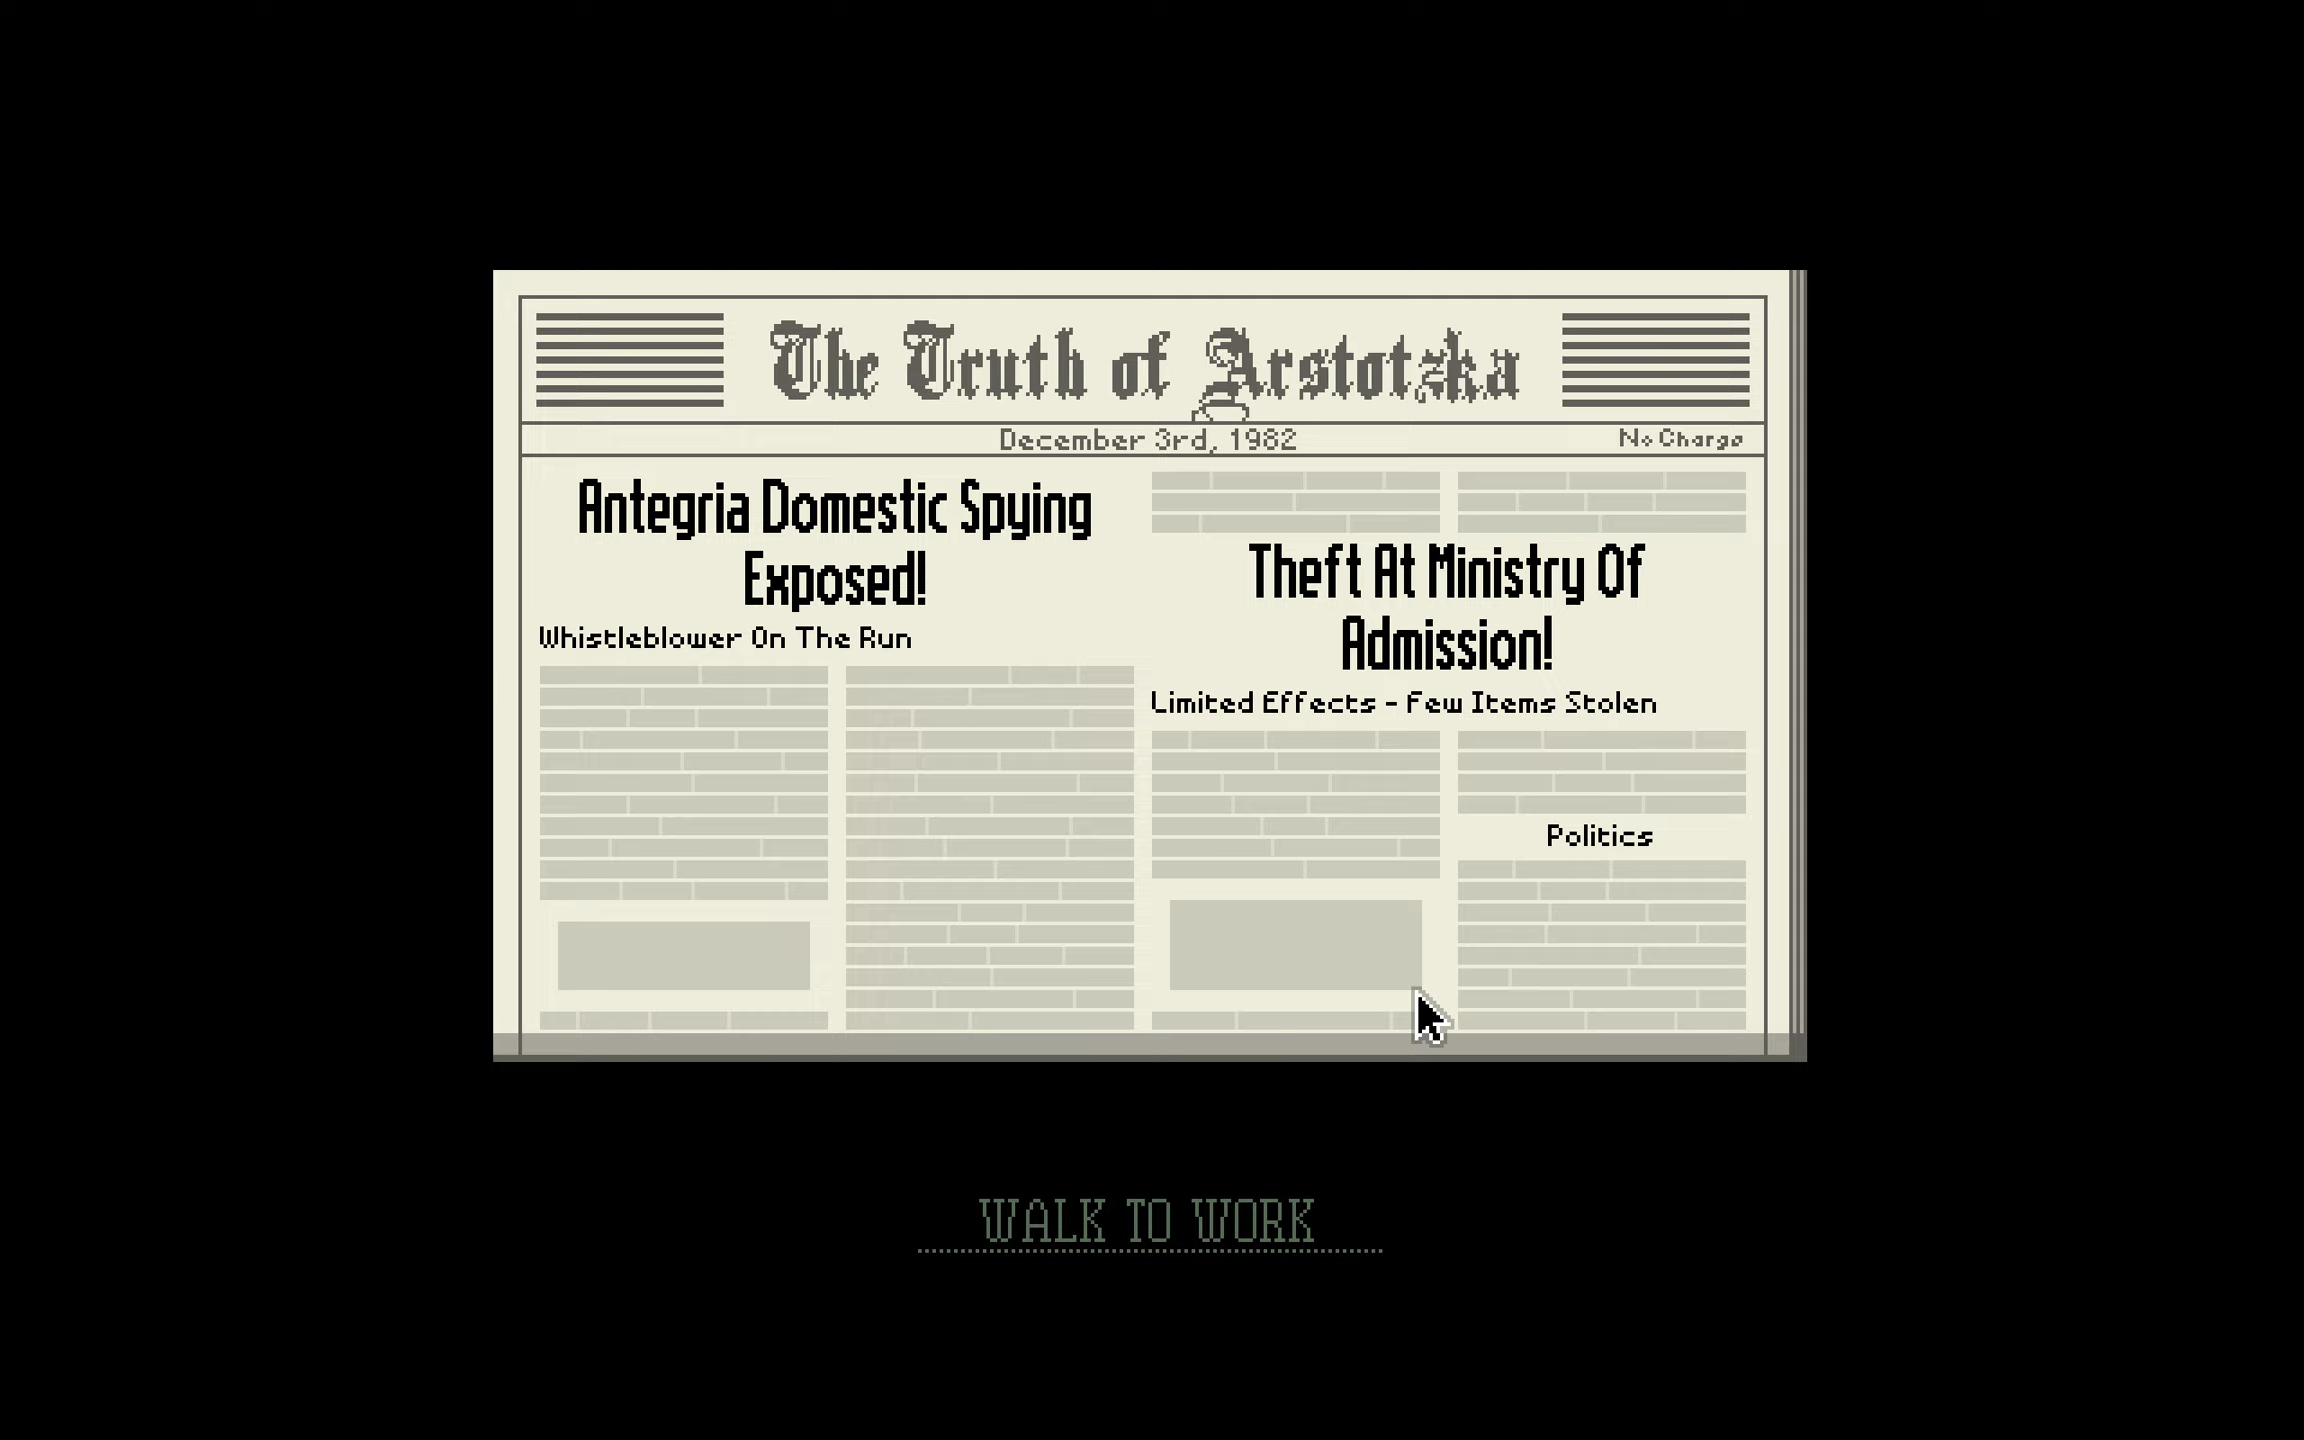 The Truth of Arstotzka
December 3rd, 1982
No Charge
Antegria Domestic Spying
Exposed!
Whistleblower On The Run
Theft At Ministry Of
Admission!
Limited Effects - Few Items Stolen
Politics
WALK TO WORK